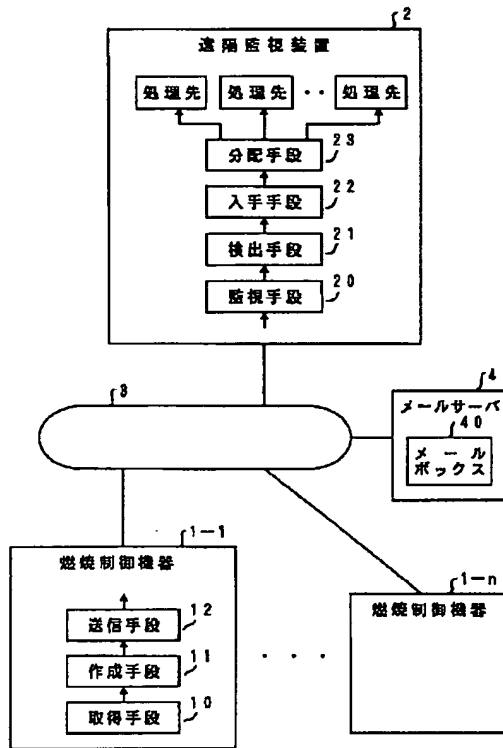 2
遠隔監視装置
処理先 処理先 ・・ 処理先
23
分配手段
22
入手手段
21
検出手段
20
監視手段
3
4
メールサーバ
40
メール
ボックス
1-1
燃焼制御機器
12
送信手段
11
作成手段
10
取得手段
・・・
1-n
燃焼制御機器